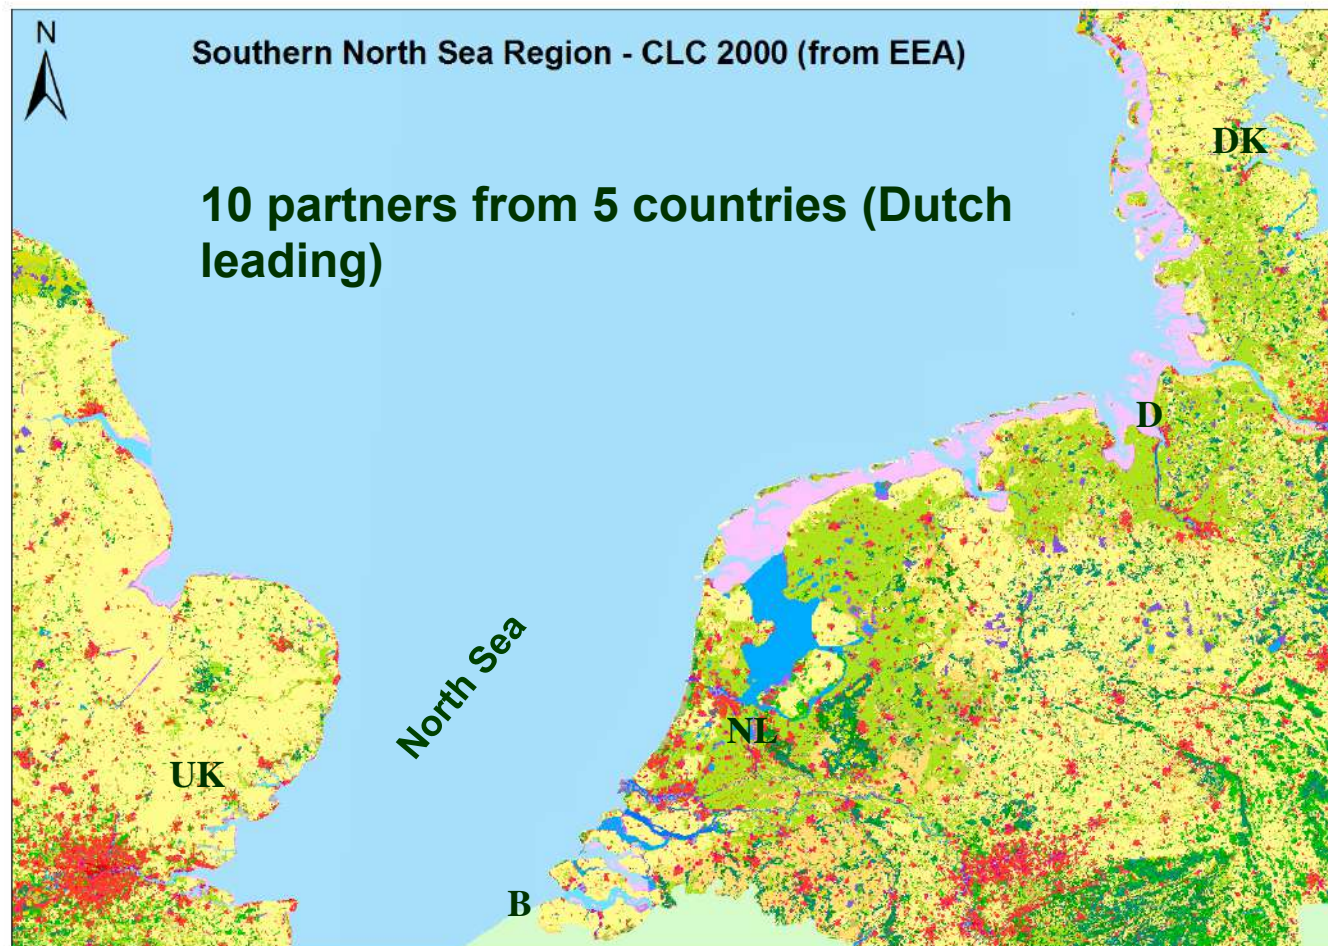 N
Southern North Sea Region - CLC 2000 (from EEA)
DK
10 partners from 5 countries (Dutch
leading)
D
North Sea
NL
UK
B